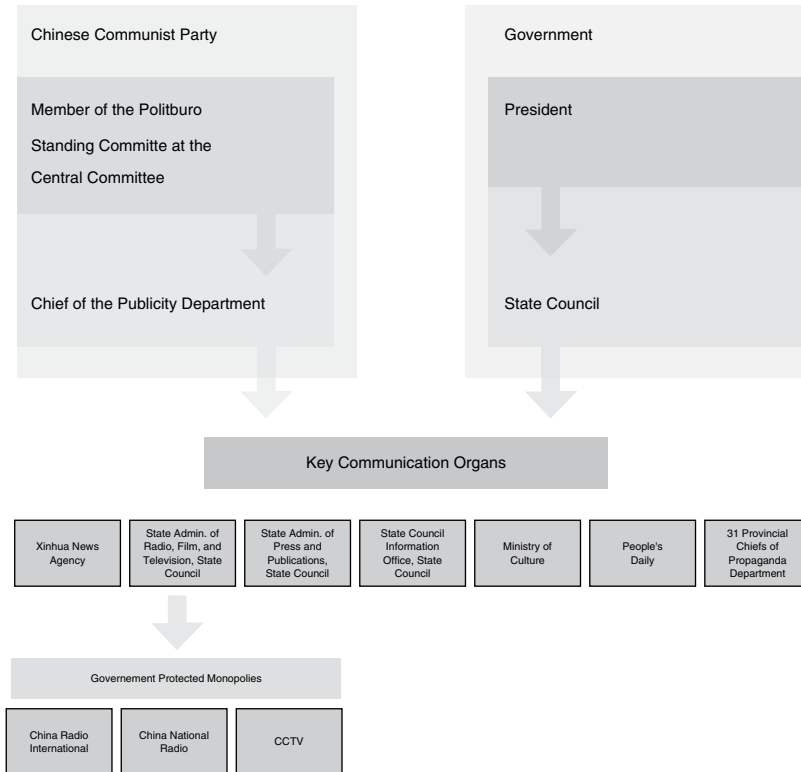 Chinese Communist Party
Member of the Politburo
Standing Committe at the
Central Committee
Chief of the Publicity Department
Government
President
State Council
Key Communication Organs
Xinhua News
Agency
State Admin. of
Radio, Film, and
Television, State
Council
State Admin. of
Press and
Publications,
State Council
State Council
Information
Office, State
Council
Ministry of
Culture
People's
Daily
31 Provincial
Chiefs of
Propaganda
Department
Governement Protected Monopolies
China Radio
International
China National
Radio
CCTV